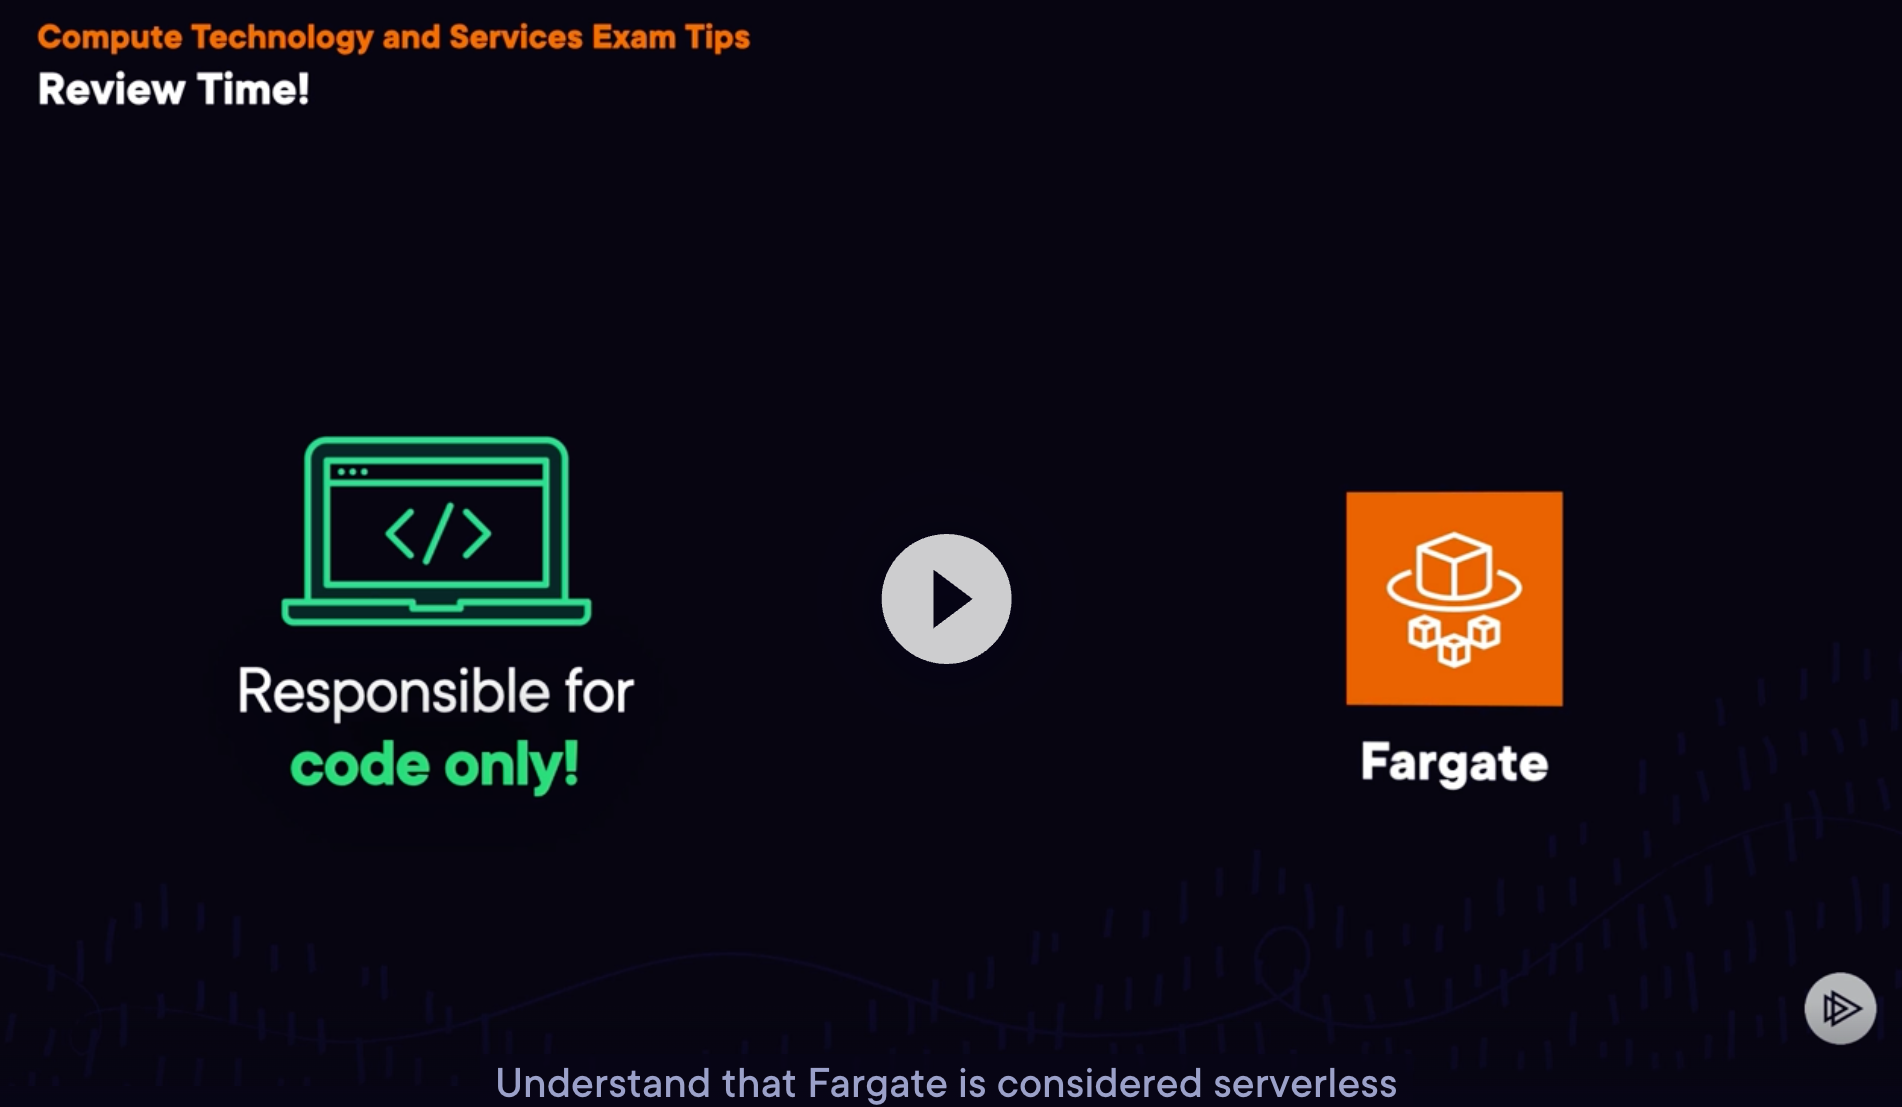 Compute Technology and Services Exam Tips
Review Time!
</>
Responsible for
code only!
Fargate
Understand that Fargate is considered serverless